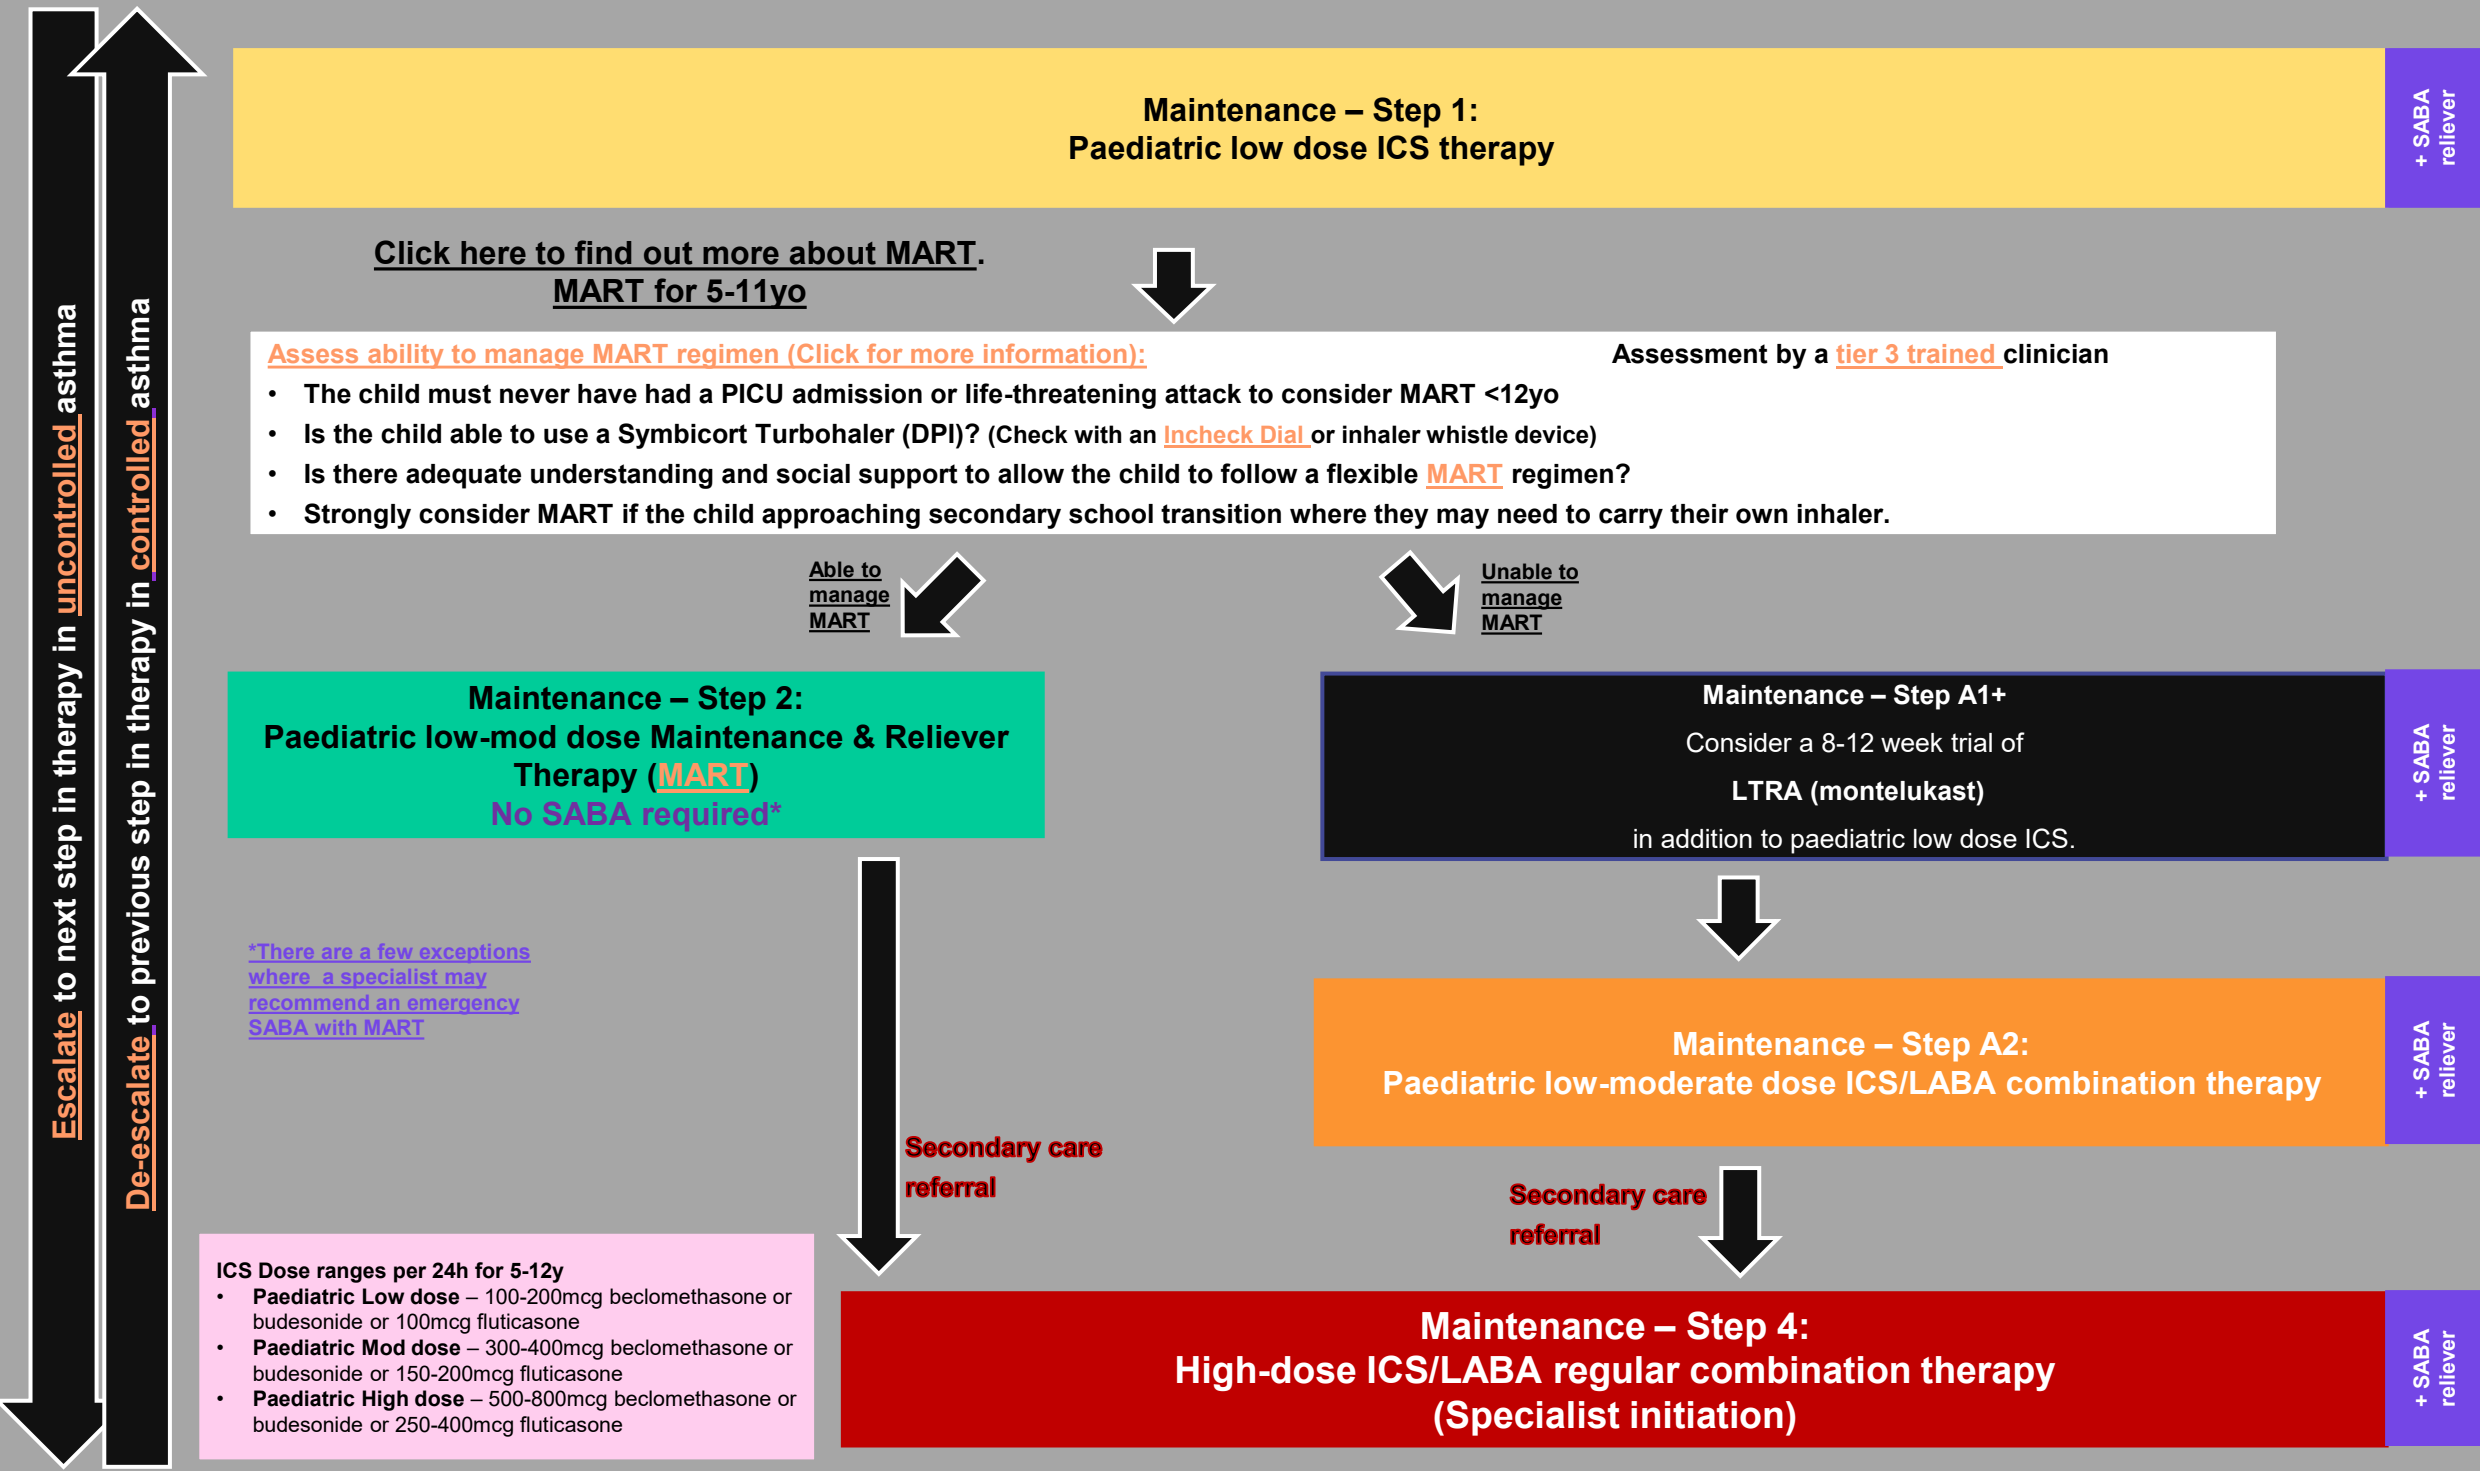 Escalate to next step in therapy in uncontrolled asthma
De-escalate to previous step in therapy in controlled asthma
Maintenance – Step 1:
Paediatric low dose ICS therapy
+ SABA
reliever
Click here to find out more about MART.
MART for 5-11yo
Assess ability to manage MART regimen (Click for more information):
Assessment by a tier 3 trained clinician
• The child must never have had a PICU admission or life-threatening attack to consider MART <12yo
• Is the child able to use a Symbicort Turbohaler (DPI)? (Check with an Incheck Dial or inhaler whistle device)
• Is there adequate understanding and social support to allow the child to follow a flexible MART regimen?
• Strongly consider MART if the child approaching secondary school transition where they may need to carry their own inhaler.
Able to
manage
MART
Unable to
manage
MART
Maintenance – Step 2:
Paediatric low-mod dose Maintenance & Reliever
Therapy (MART)
No SABA required*
Maintenance – Step A1+
Consider a 8-12 week trial of
LTRA (montelukast)
in addition to paediatric low dose ICS.
+ SABA
reliever
*There are a few exceptions
where a specialist may
recommend an emergency
SABA with MART
Maintenance – Step A2:
Paediatric low-moderate dose ICS/LABA combination therapy
+ SABA
reliever
Secondary care
referral
Secondary care
referral
ICS Dose ranges per 24h for 5-12y
• Paediatric Low dose – 100-200mcg beclomethasone or
budesonide or 100mcg fluticasone
• Paediatric Mod dose – 300-400mcg beclomethasone or
budesonide or 150-200mcg fluticasone
• Paediatric High dose – 500-800mcg beclomethasone or
budesonide or 250-400mcg fluticasone
Maintenance – Step 4:
High-dose ICS/LABA regular combination therapy
(Specialist initiation)
+ SABA
reliever